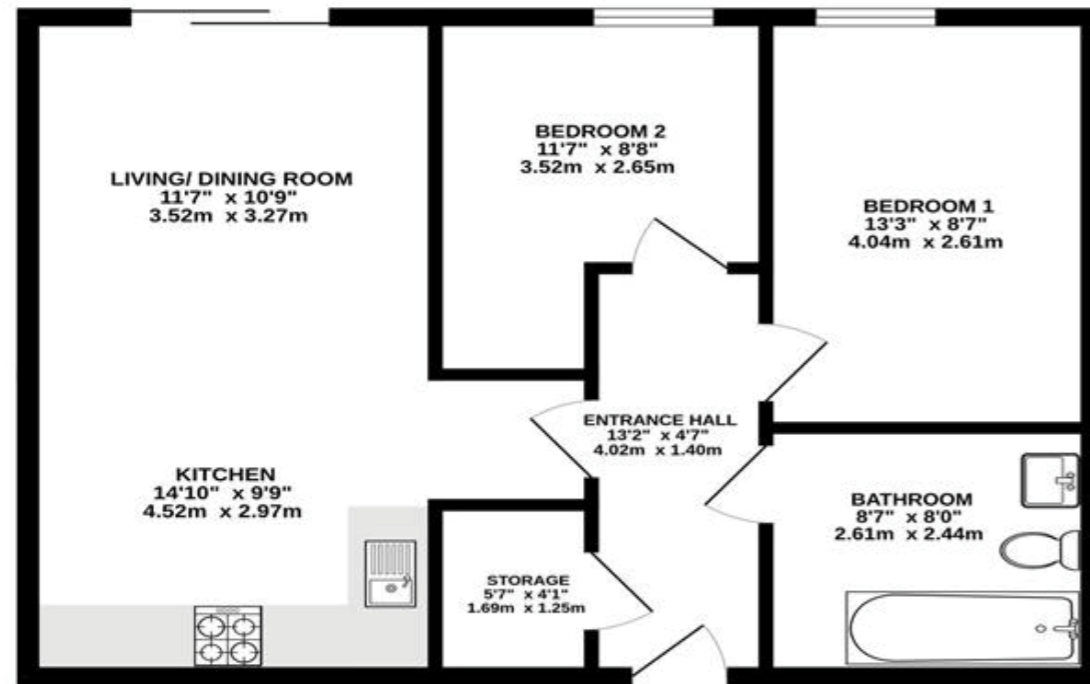 BEDROOM 2
11'7" x 8'8"
3.52m x 2.65m
LIVING/ DINING ROOM
11'7" x 10'9"
3.52m x 3.27m
BEDROOM 1
13'3" x 8'7"
4.04m x 2.61m
ENTRANCE HALL
13'2" x 4'7"
4.02m x 1.40m
KITCHEN
14'10" x 9'9"
4.52m x 2.97m
BATHROOM
8'7" x 8'0"
2.61m x 2.44m
STORAGE
5'7" x 4'1"
1.69m x 1.25m